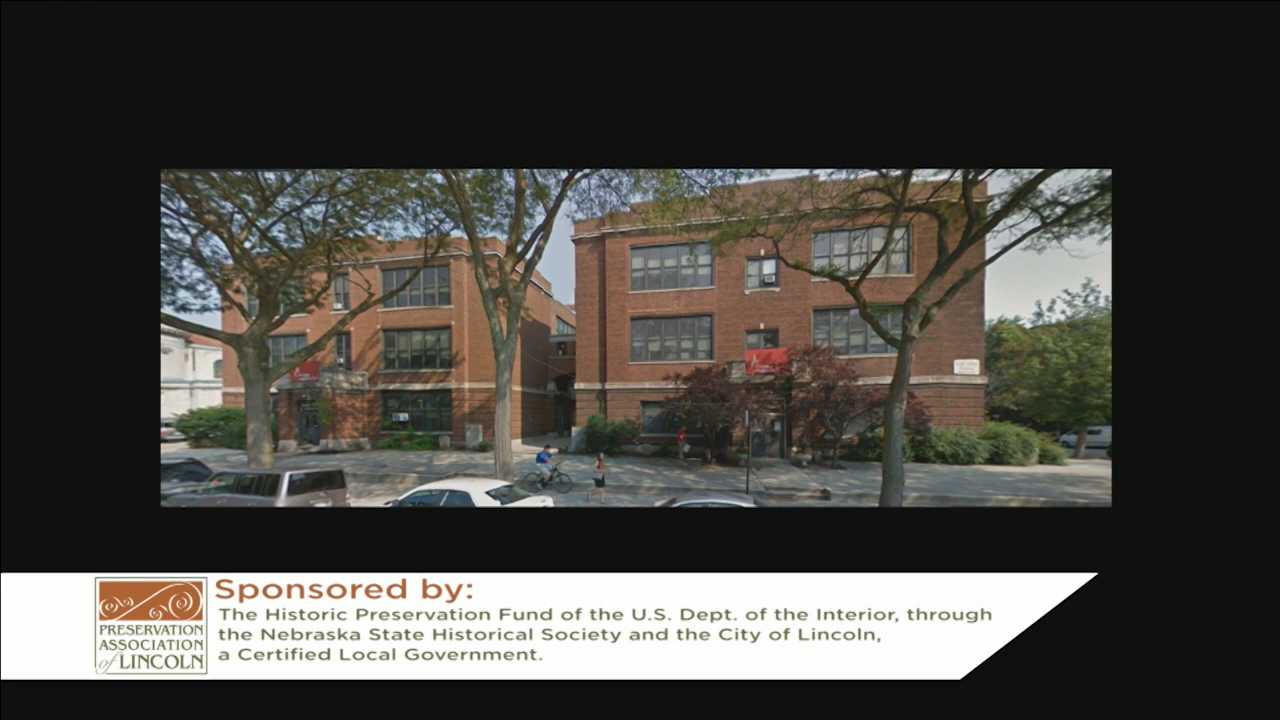 Sponsored by:
The Historic Preservation Fund of the U.S. Dept. of the Interior, through
the Nebraska State Historical Society and the City of Lincoln,
a Certified Local Government.
PRESERVATION
ASSOCIATION
of LINCOLN